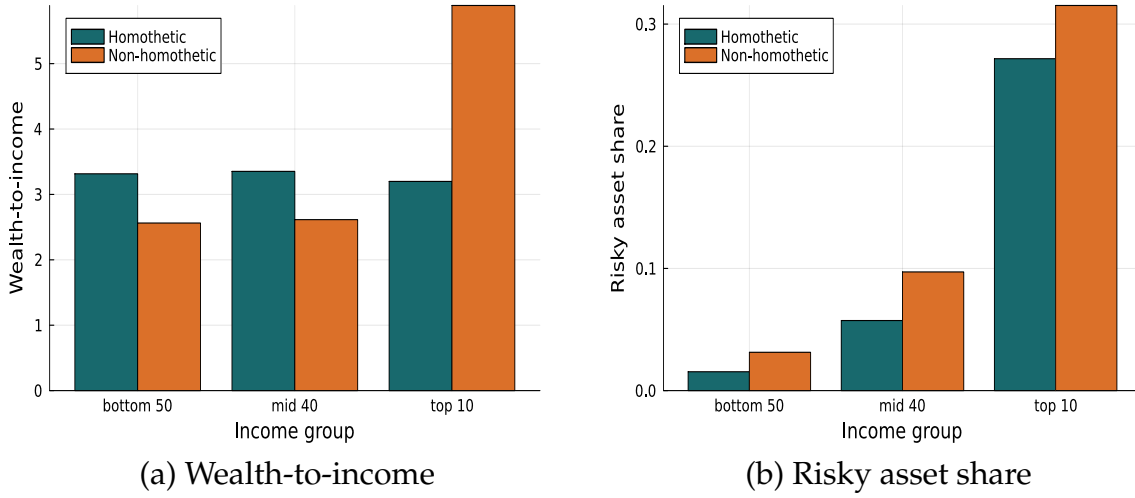 Homothetic
Non-homothetic
Wealth-to-income
5
4
3
2
1
0
bottom 50
mid 40
top 10
Income group
(a) Wealth-to-income
Homothetic
Non-homothetic
Risky asset share
0.3
0.2
0.1
0.0
bottom 50
mid 40
top 10
Income group
(b) Risky asset share